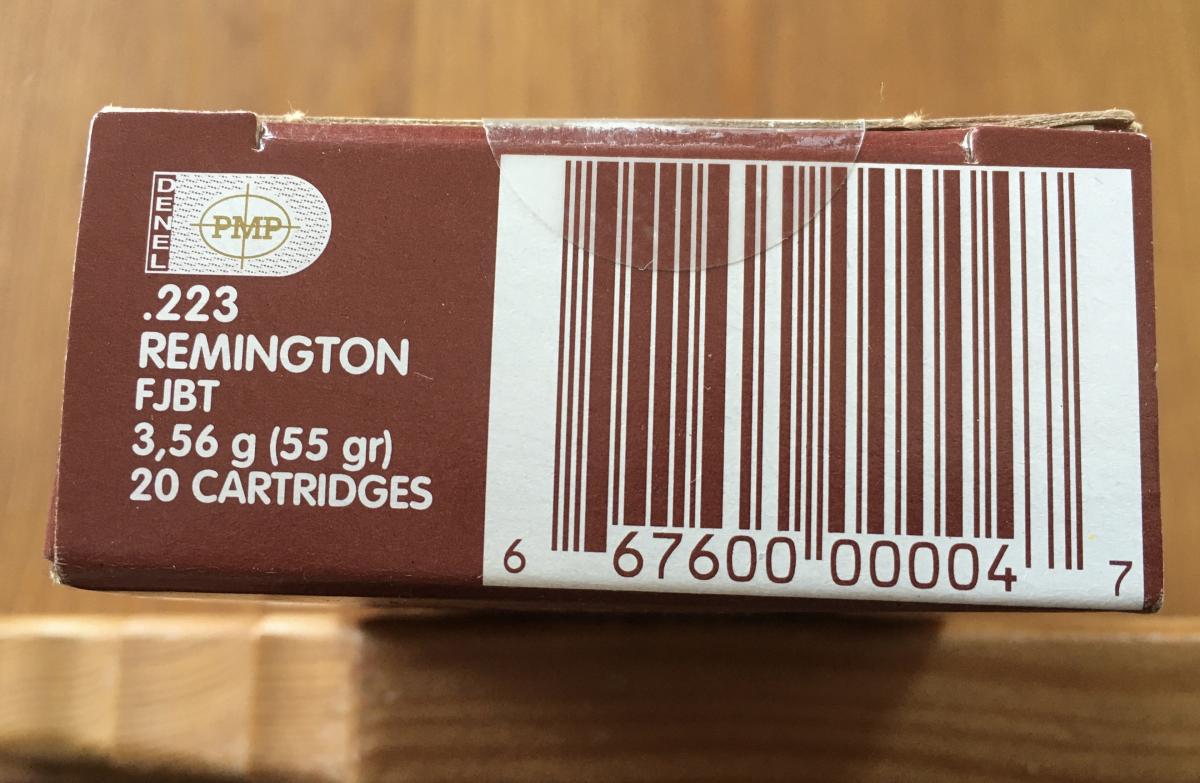 DENEL
PMP
.223
REMINGTON
FJBT
3,56 g (55 gr)
20 CARTRIDGES
6 67600 00004 7